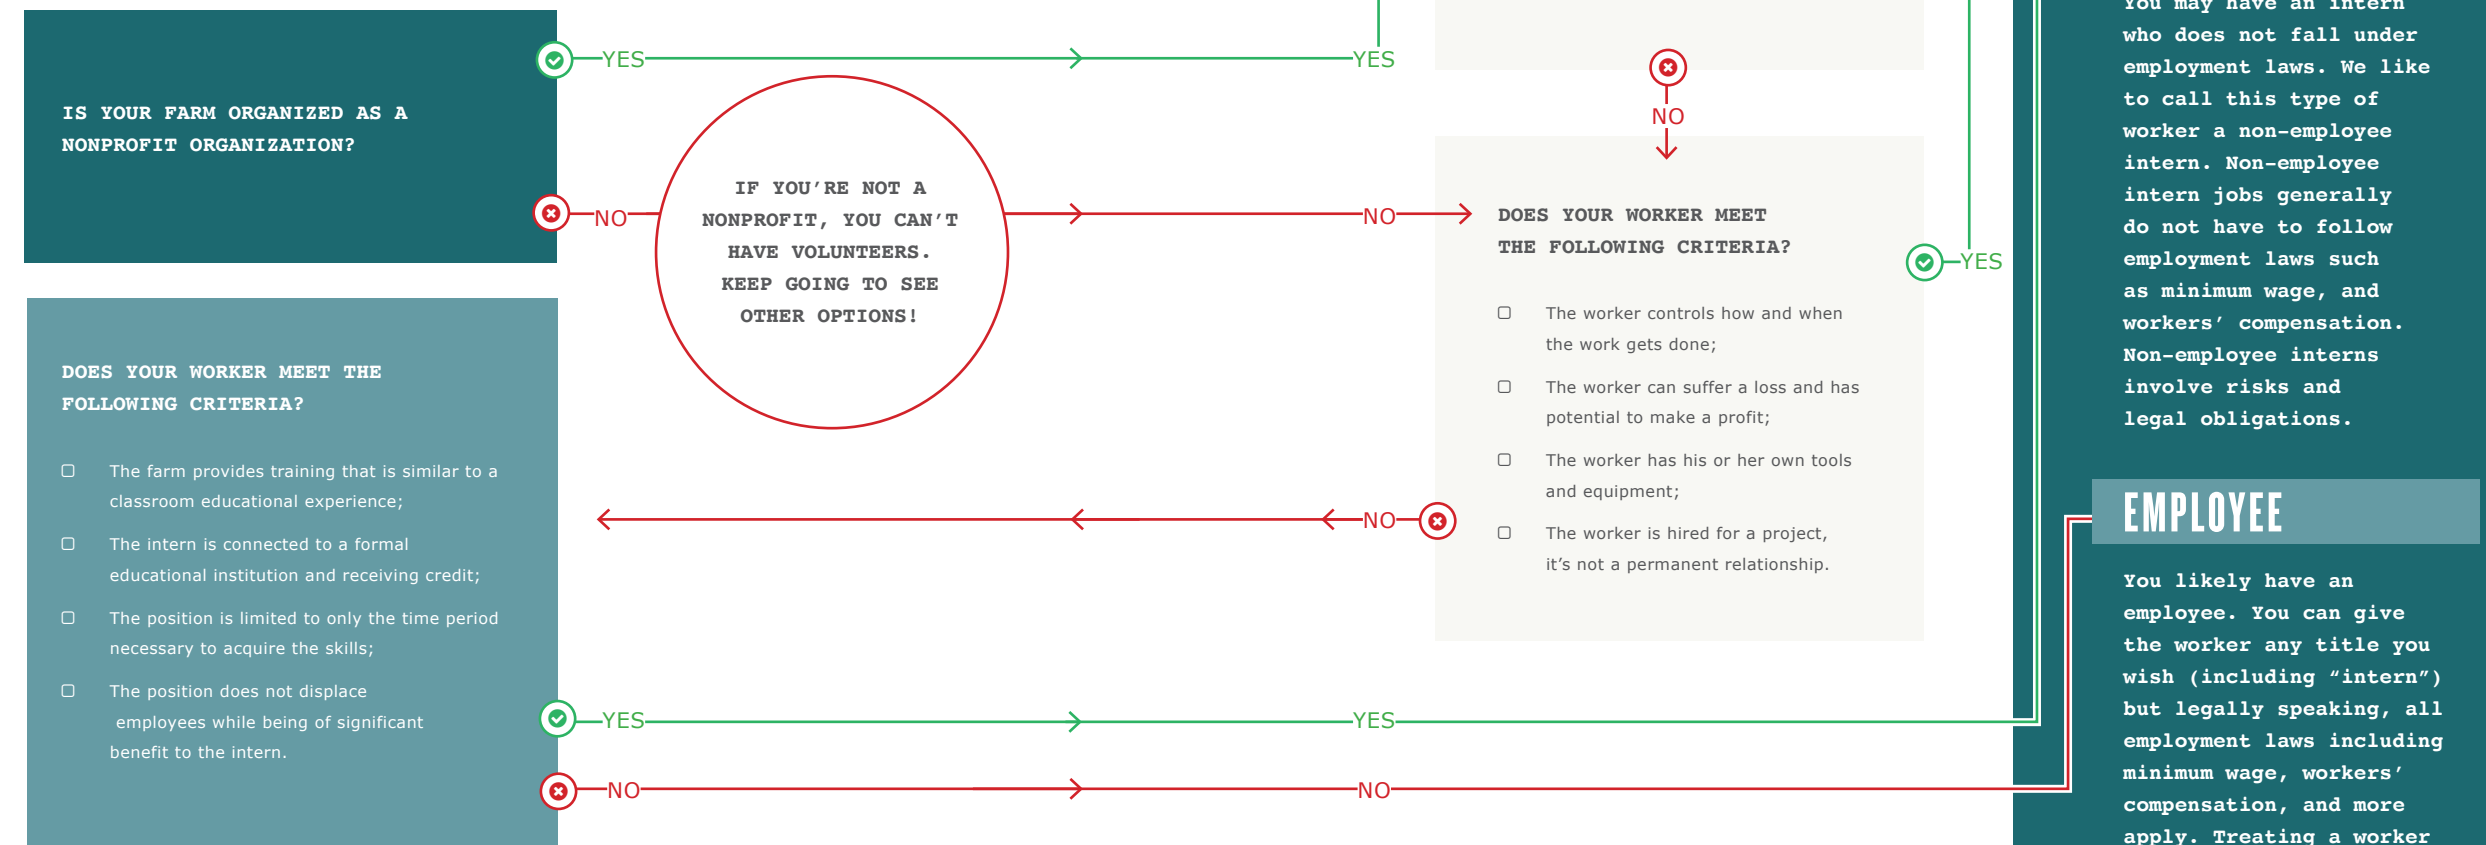 IS YOUR FARM ORGANIZED AS A
NONPROFIT ORGANIZATION?
YES
YES
NO
IF YOU’RE NOT A
NONPROFIT, YOU CAN’T
HAVE VOLUNTEERS.
KEEP GOING TO SEE
OTHER OPTIONS!
NO
NO
DOES YOUR WORKER MEET
THE FOLLOWING CRITERIA?
The worker controls how and when
the work gets done;
The worker can suffer a loss and has
potential to make a profit;
The worker has his or her own tools
and equipment;
The worker is hired for a project,
it’s not a permanent relationship.
YES
NO
DOES YOUR WORKER MEET THE
FOLLOWING CRITERIA?
The farm provides training that is similar to a
classroom educational experience;
The intern is connected to a formal
educational institution and receiving credit;
The position is limited to only the time period
necessary to acquire the skills;
The position does not displace
employees while being of significant
benefit to the intern.
YES
YES
NO
NO
You may have an intern
who does not fall under
employment laws. We like
to call this type of
worker a non-employee
intern. Non-employee
intern jobs generally
do not have to follow
employment laws such
as minimum wage, and
workers’ compensation.
Non-employee interns
involve risks and
legal obligations.
EMPLOYEE
You likely have an
employee. You can give
the worker any title you
wish (including “intern”)
but legally speaking, all
employment laws including
minimum wage, workers’
compensation, and more
apply. Treating a worker